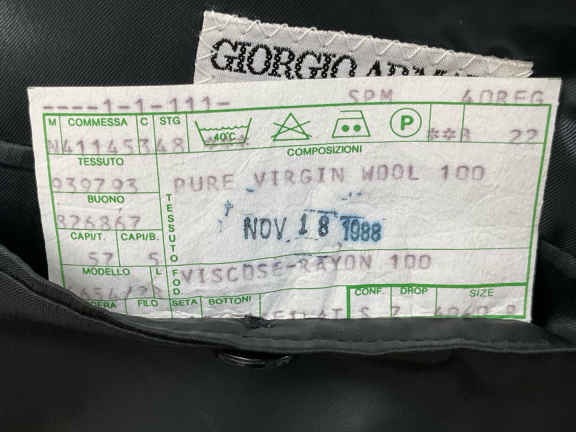 GIORGIO ARMA
----1-1-111- SPM 40REG
M COMMESSA C STG 40°C P
N41145348 **R 22
TESSUTO COMPOSIZIONI
939793 PURE VIRGIN WOOL 100
BUONO
826867
TESSUTO
NOV 18 1988
CAPI/T. CAPI/B.
57 5
FOD VISCOSE-RAYON 100
MODELLO L
FILO SETA BOTTONI CONF. DROP SIZE
S 7